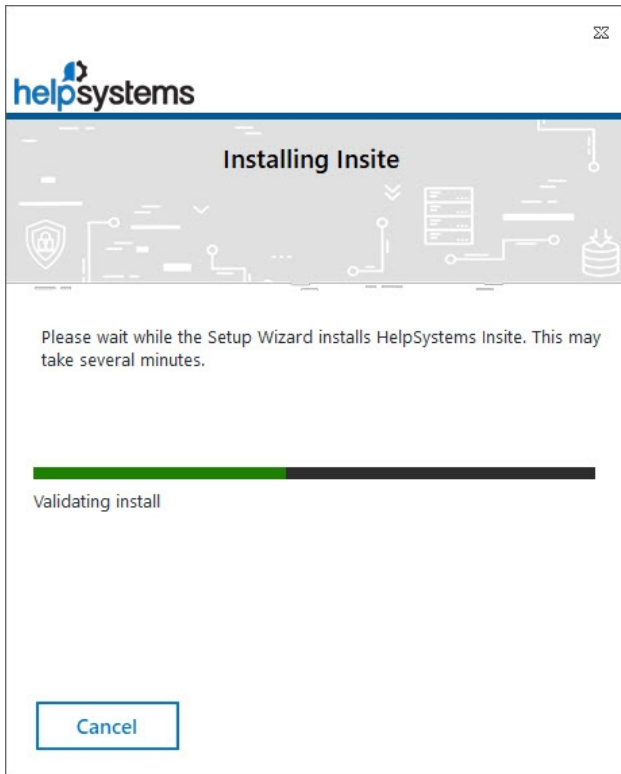 helpsystems
Installing Insite
Please wait while the Setup Wizard installs HelpSystems Insite. This may
take several minutes.
Validating install
Cancel